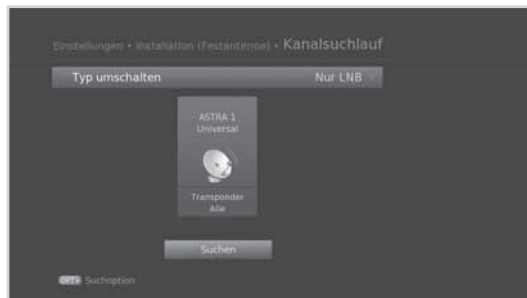 Einstellungen • Installation (Festantenne) • Kanalsuchlauf
Typ umschalten Nur LNB
ASTRA 1
Universal
Transponder
Alle
Suchen
OPT+ Suchoption